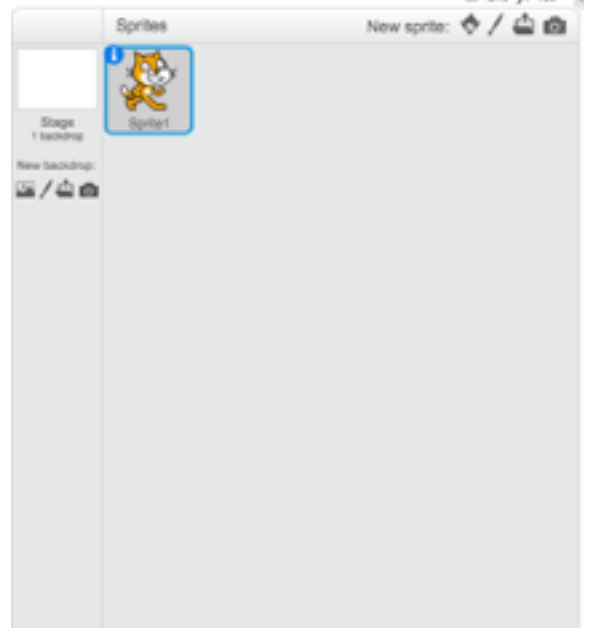 Sprites
New sprite:
Sprite1
Stage
1 backdrop
New backdrop: